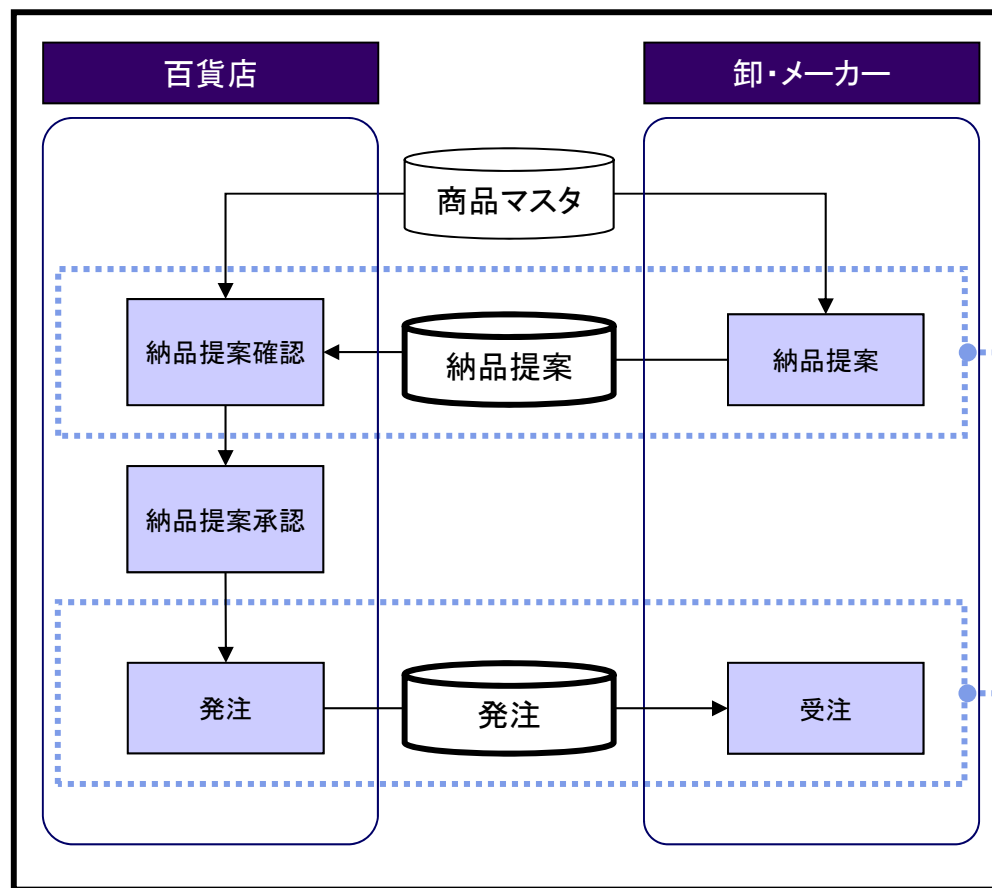 百貨店
卸・メーカー
商品マスタ
納品提案確認
納品提案
納品提案
納品提案承認
発注
発注
受注